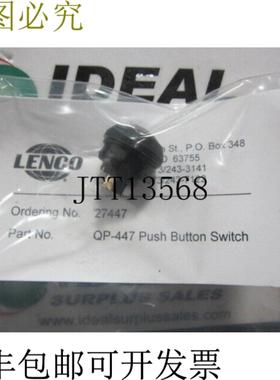 图必究
IDEAL
LENCO
St., P.O. Box 348
63755
3/243-3141
JTT13568
Ordering No. 27447
Part No. QP-447 Push Button Switch
SURPLUS SALES
www.idealsurplussales.com
丰包邮可开发票